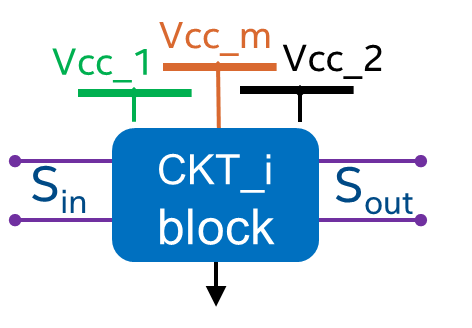 Vcc_m
Vcc_1
Vcc_2
CKT_i
block
Sin
Sout